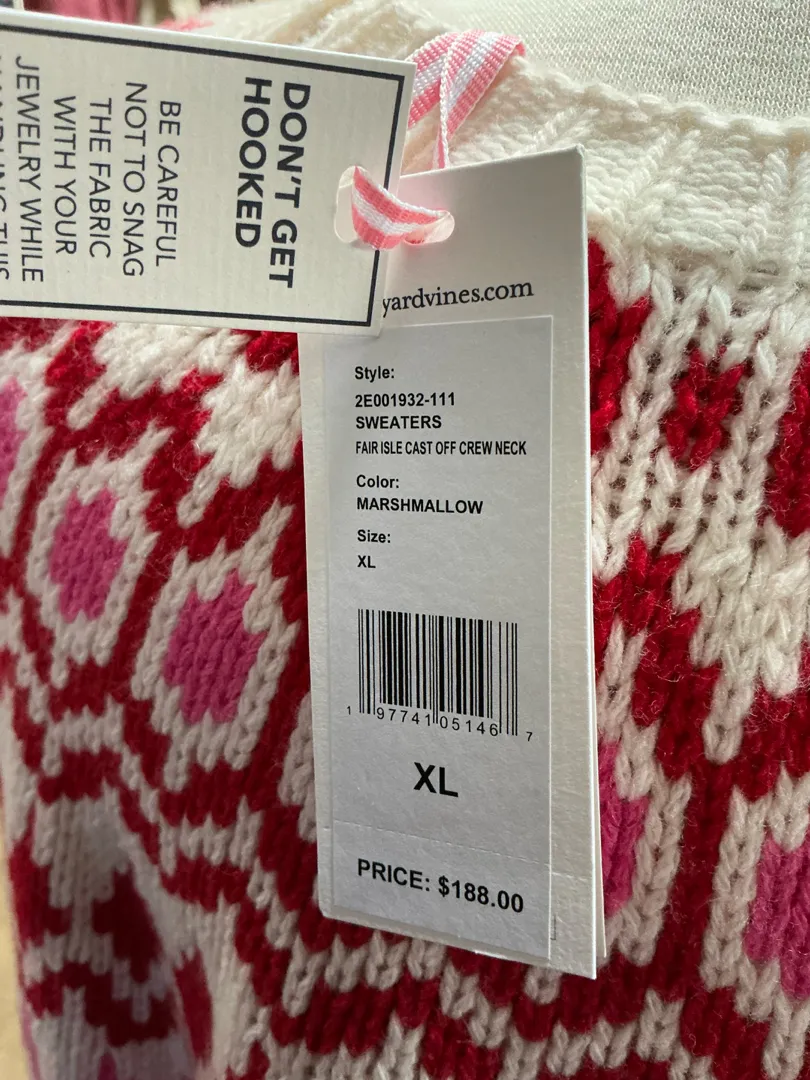 DON'T GET
HOOKED
BE CAREFUL
NOT TO SNAG
THE FABRIC
WITH YOUR
JEWELRY WHILE
THIS
yardvines.com
Style:
2E001932-111
SWEATERS
FAIR ISLE CAST OFF CREW NECK
Color:
MARSHMALLOW
Size:
XL
1 97741 05146 7
XL
PRICE: $188.00